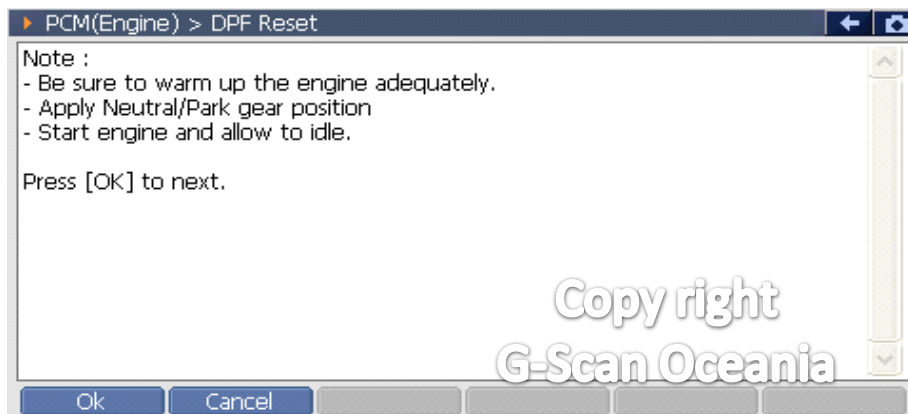 PCM(Engine) > DPF Reset
Note :
- Be sure to warm up the engine adequately.
- Apply Neutral/Park gear position
- Start engine and allow to idle.
Press [OK] to next.
Copy right
G-Scan Oceania
Ok Cancel